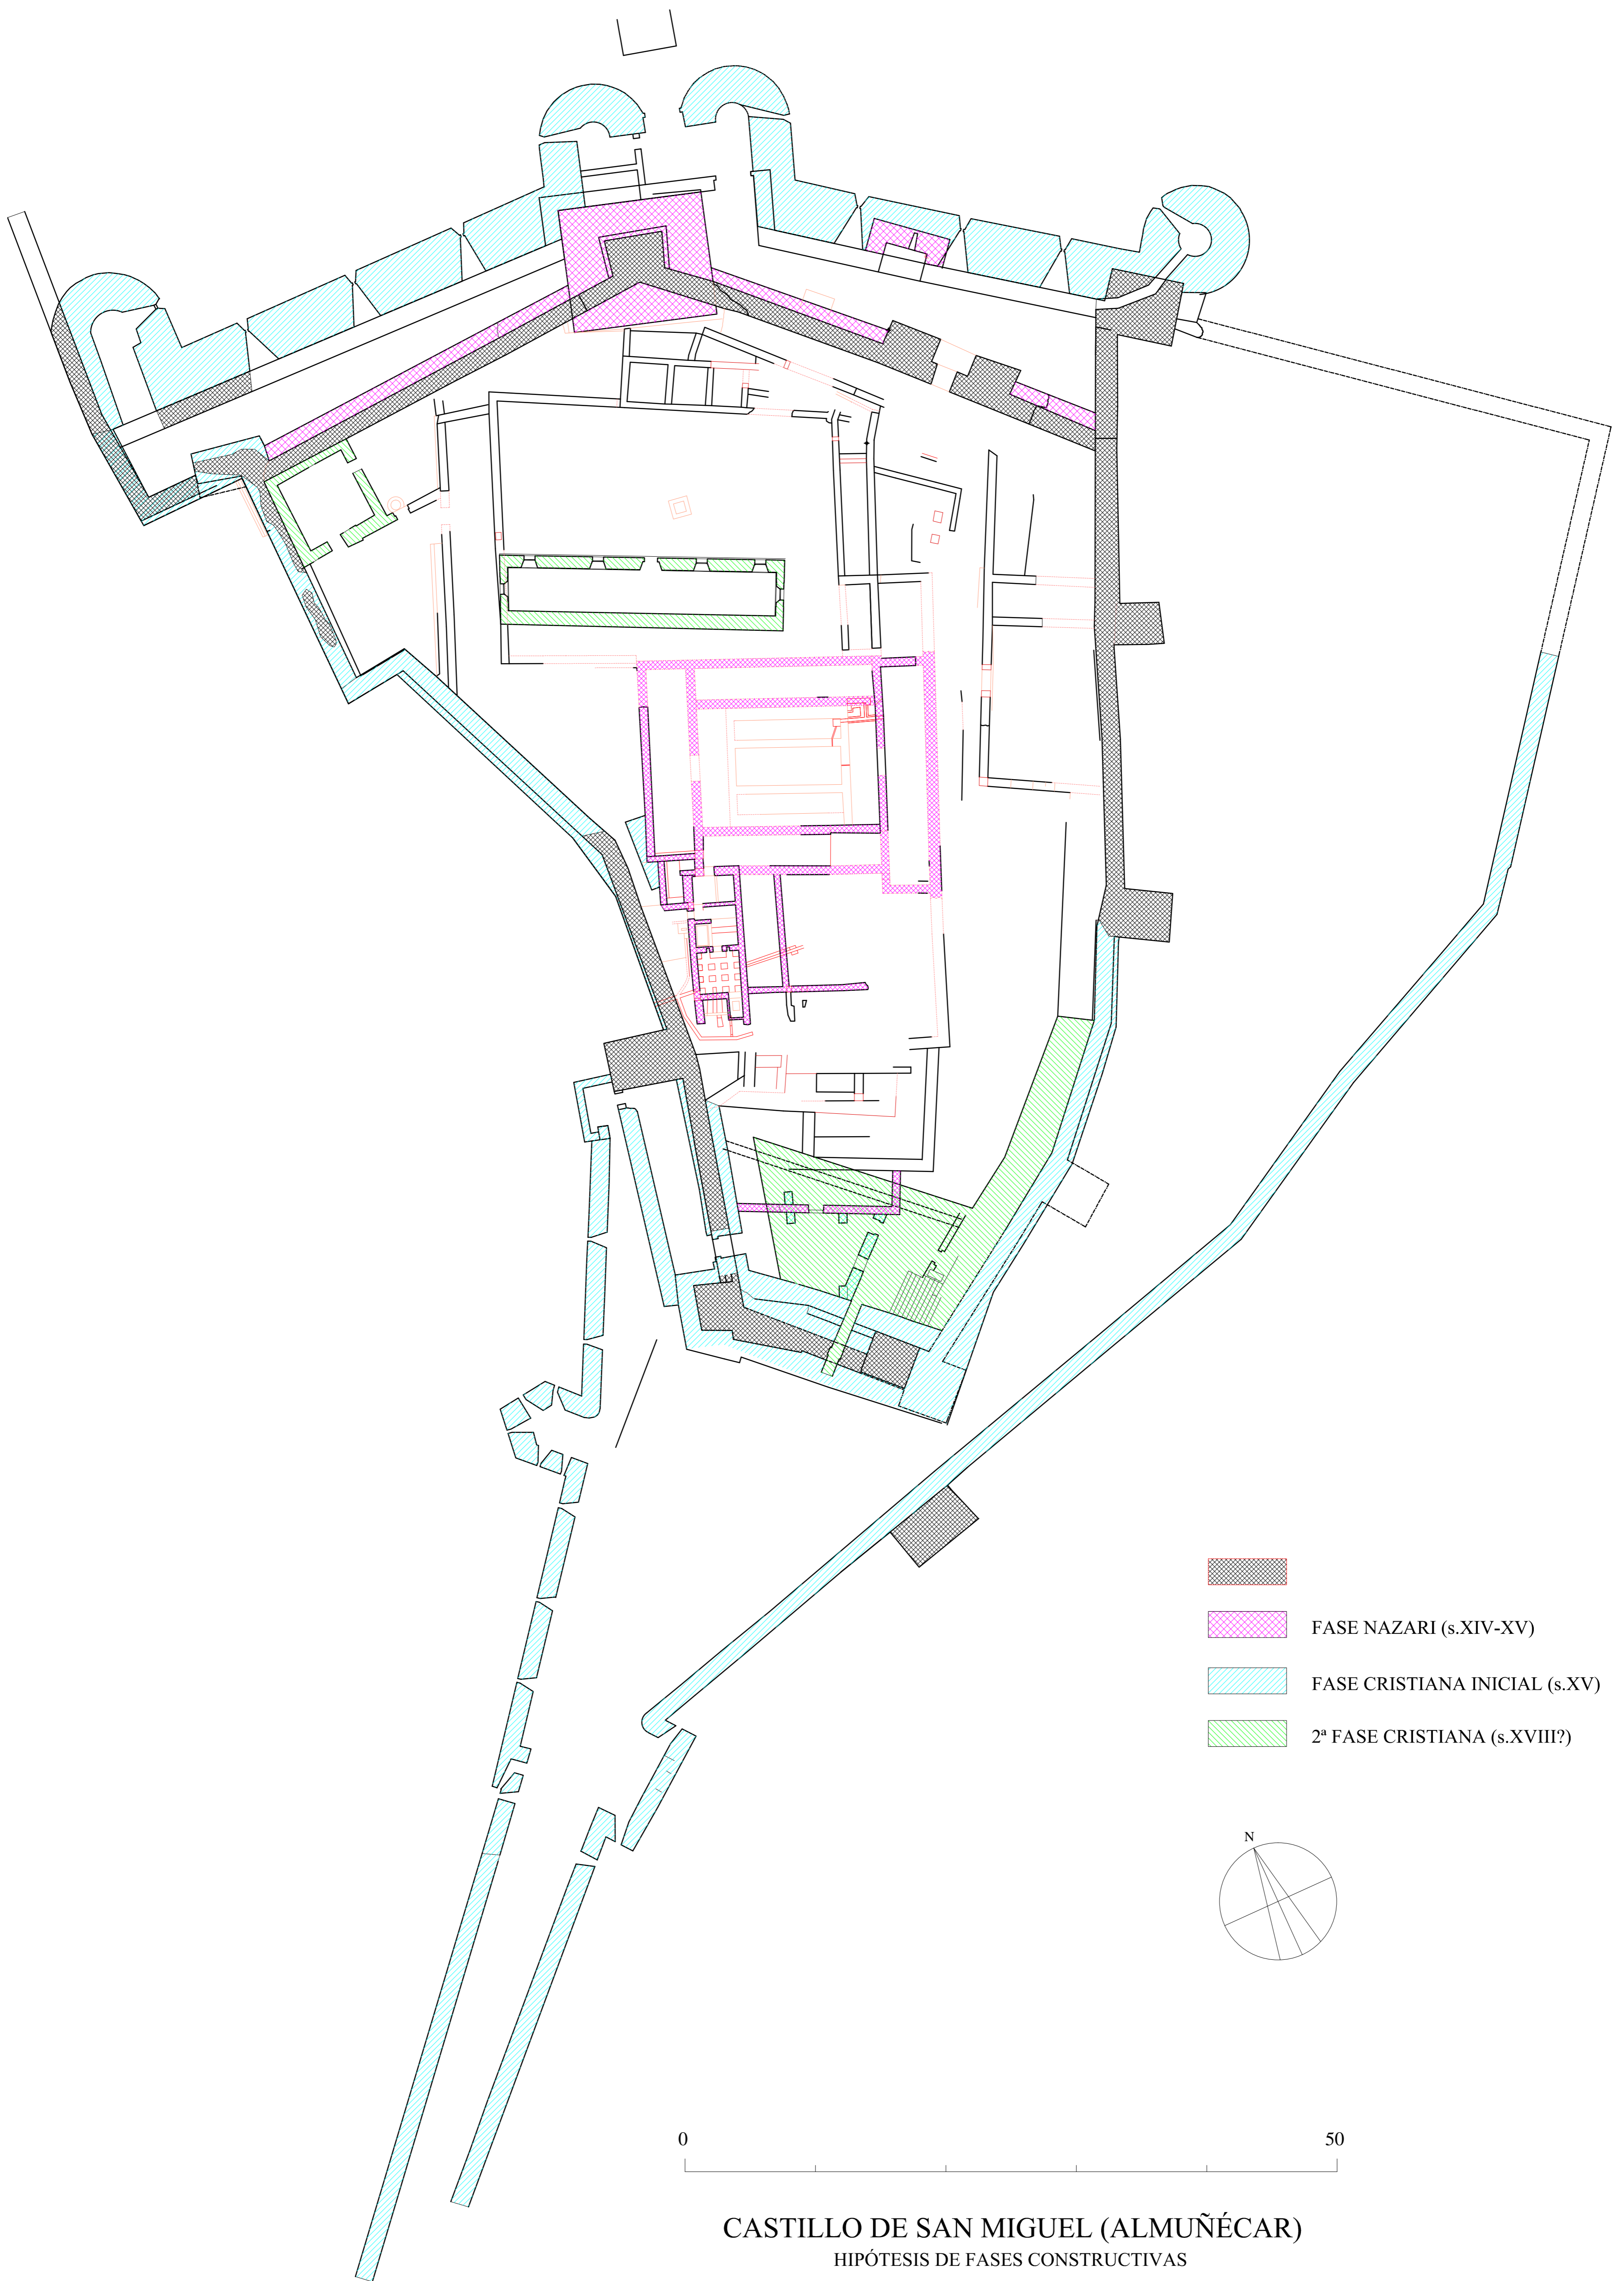 FASE NAZARI (s.XIV-XV)
FASE CRISTIANA INICIAL (s.XV)
2ª FASE CRISTIANA (s.XVIII?)
N
0 50
CASTILLO DE SAN MIGUEL (ALMUÑÉCAR)
HIPÓTESIS DE FASES CONSTRUCTIVAS